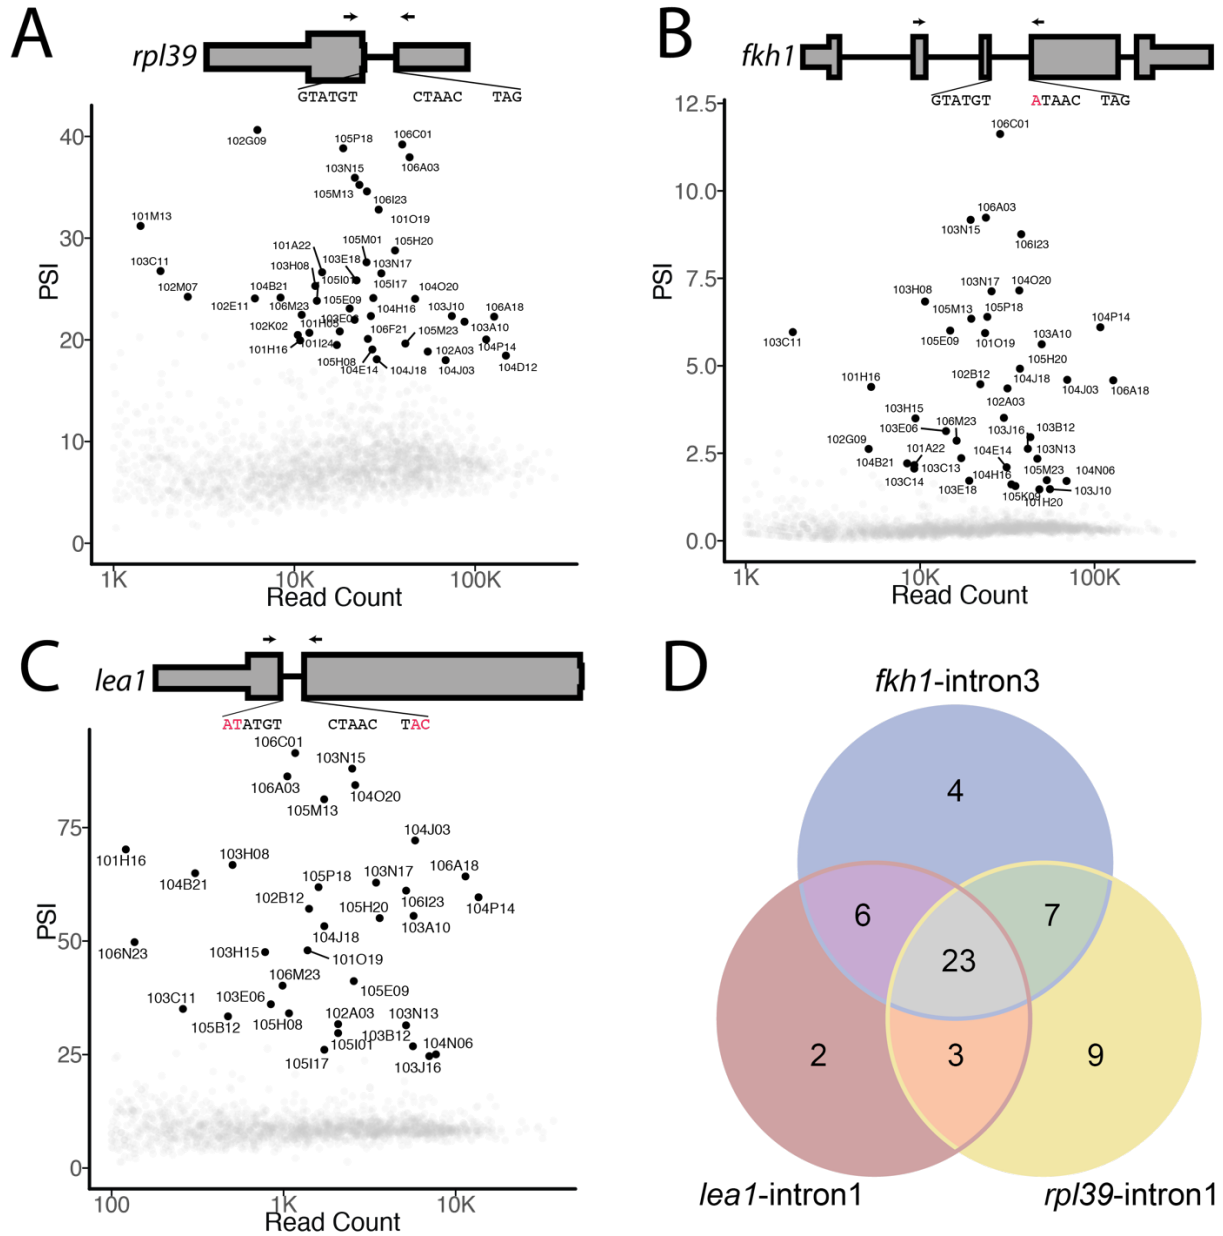 A
rpl39
GTATGT CTAAC TAG
PSI
40
30
20
10
0
102G09
105P18
106C01
106A03
103N15
105M13
106I23
101O19
101M13
103C11
102M07
101A22
105M01
105H20
103H08
103E18
103N17
105I01
105I17
102E11
104B21
106M23
105E09
104H16
104O20
103J10
106A18
103A10
102K02
101H05
103E06
106F21
105M23
101H16
101I24
105H08
104E14
104J18
102A03
104J03
104P14
104D12
1K 10K 100K
Read Count
B
fkh1
GTATGT ATAAC TAG
PSI
12.5
10.0
7.5
5.0
2.5
0.0
106C01
106A03
103N15
106I23
103N17
104O20
103H08
105M13
105P18
104P14
103C11
105E09
101O19
103A10
105H20
101H16
102B12
104J18
102A03
104J03
106A18
103H15
103E06
106M23
103J16
103B12
102G09
101A22
104E14
103N13
104B21
103C13
104H16
105M23
104N06
103C14
103E18
105K09
101H20
103J10
1K 10K 100K
Read Count
C
lea1
ATATGT CTAAC TAC
PSI
75
50
25
0
106C01
103N15
106A03
104O20
105M13
104J03
101H16
103H08
104B21
105P18
103N17
106A18
102B12
106I23
104P14
105H20
103A10
104J18
106N23
103H15
101O19
106M23
105E09
103C11
103E06
102A03
103N13
105B12
105H08
105I01
103B12
104N06
105I17
103J16
100 1K 10K
Read Count
D
fkh1-intron3
4
6
7
23
2
3
9
lea1-intron1
rpl39-intron1